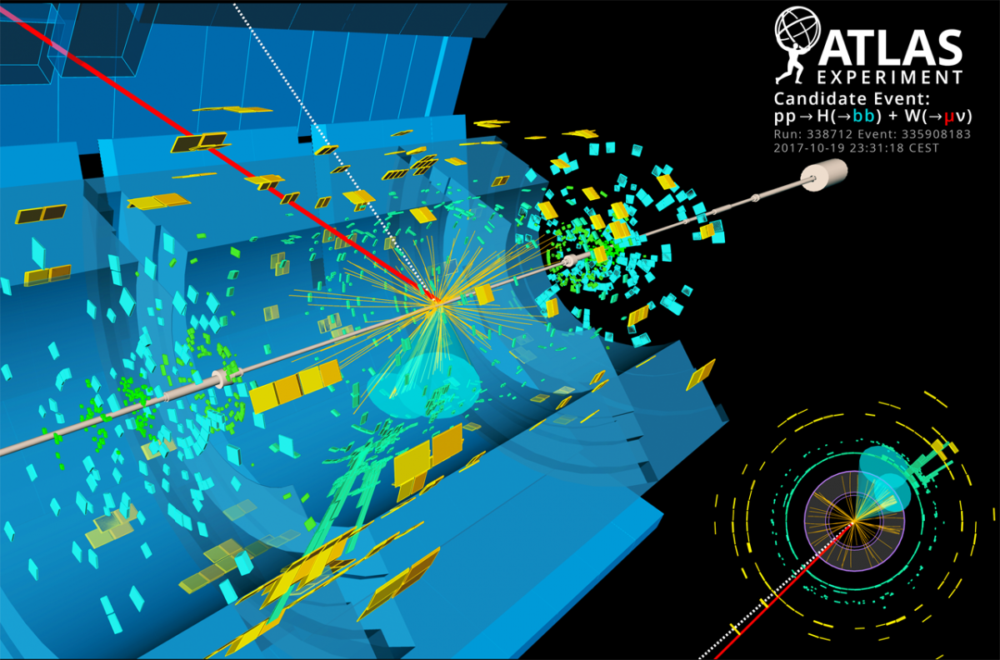 ATLAS
EXPERIMENT
Candidate Event:
pp→H(→bb) + W(→μν)
Run: 338712 Event: 335908183
2017-10-19 23:31:18 CEST